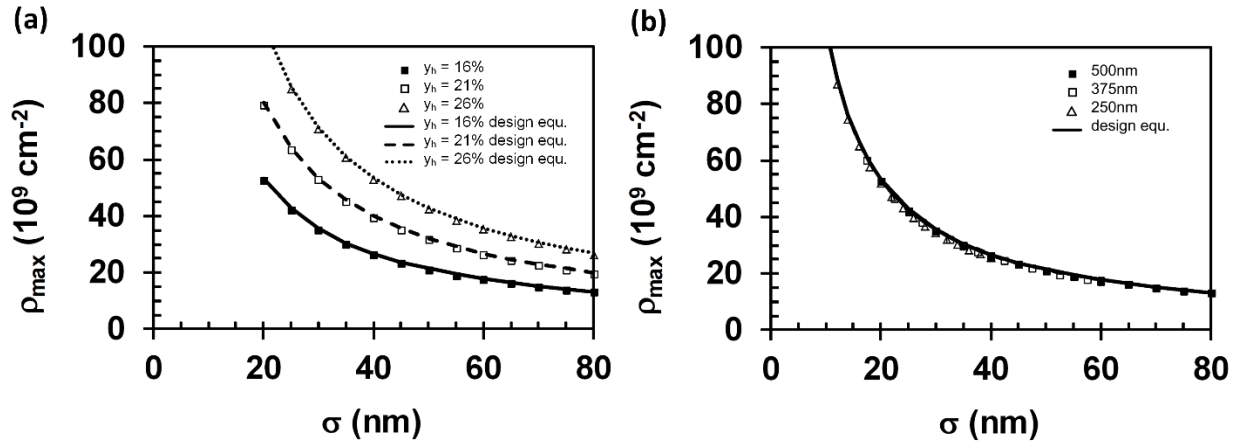 (a)
100
80
60
40
20
0
ρmax (10⁹ cm⁻²)
yh = 16%
yh = 21%
yh = 26%
yh = 16% design equ.
yh = 21% design equ.
yh = 26% design equ.
0 20 40 60 80
σ (nm)
(b)
100
80
60
40
20
0
ρmax (10⁹ cm⁻²)
500nm
375nm
250nm
design equ.
0 20 40 60 80
σ (nm)